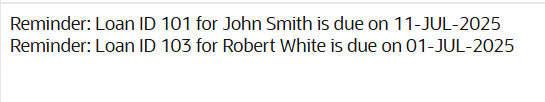 Reminder: Loan ID 101 for John Smith is due on 11-JUL-2025
Reminder: Loan ID 103 for Robert White is due on 01-JUL-2025